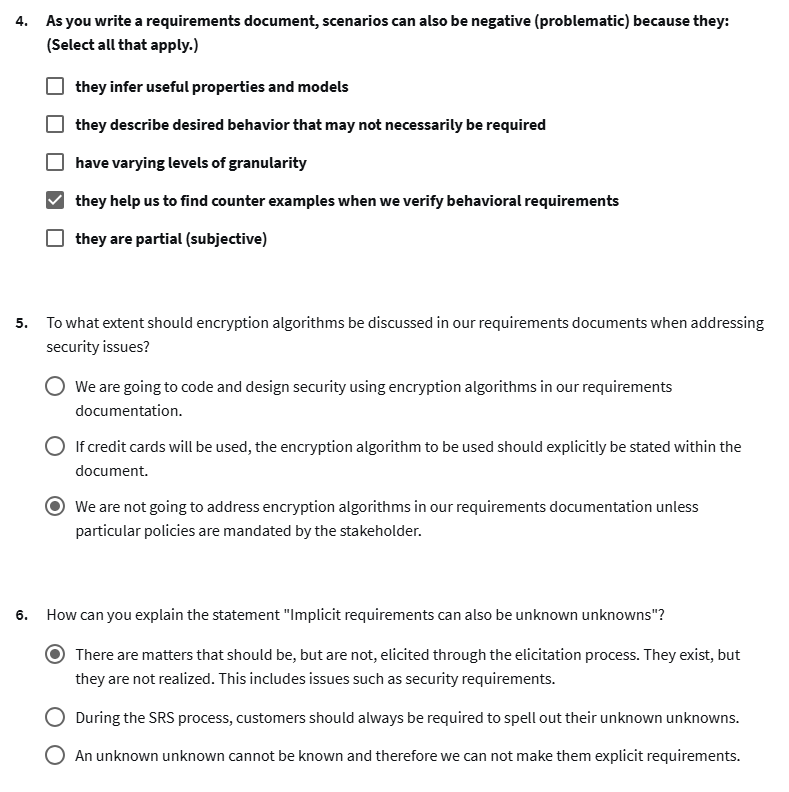 4. As you write a requirements document, scenarios can also be negative (problematic) because they:
(Select all that apply.)
they infer useful properties and models
they describe desired behavior that may not necessarily be required
have varying levels of granularity
they help us to find counter examples when we verify behavioral requirements
they are partial (subjective)
5. To what extent should encryption algorithms be discussed in our requirements documents when addressing
security issues?
We are going to code and design security using encryption algorithms in our requirements
documentation.
If credit cards will be used, the encryption algorithm to be used should explicitly be stated within the
document.
We are not going to address encryption algorithms in our requirements documentation unless
particular policies are mandated by the stakeholder.
6. How can you explain the statement "Implicit requirements can also be unknown unknowns"?
There are matters that should be, but are not, elicited through the elicitation process. They exist, but
they are not realized. This includes issues such as security requirements.
During the SRS process, customers should always be required to spell out their unknown unknowns.
An unknown unknown cannot be known and therefore we can not make them explicit requirements.